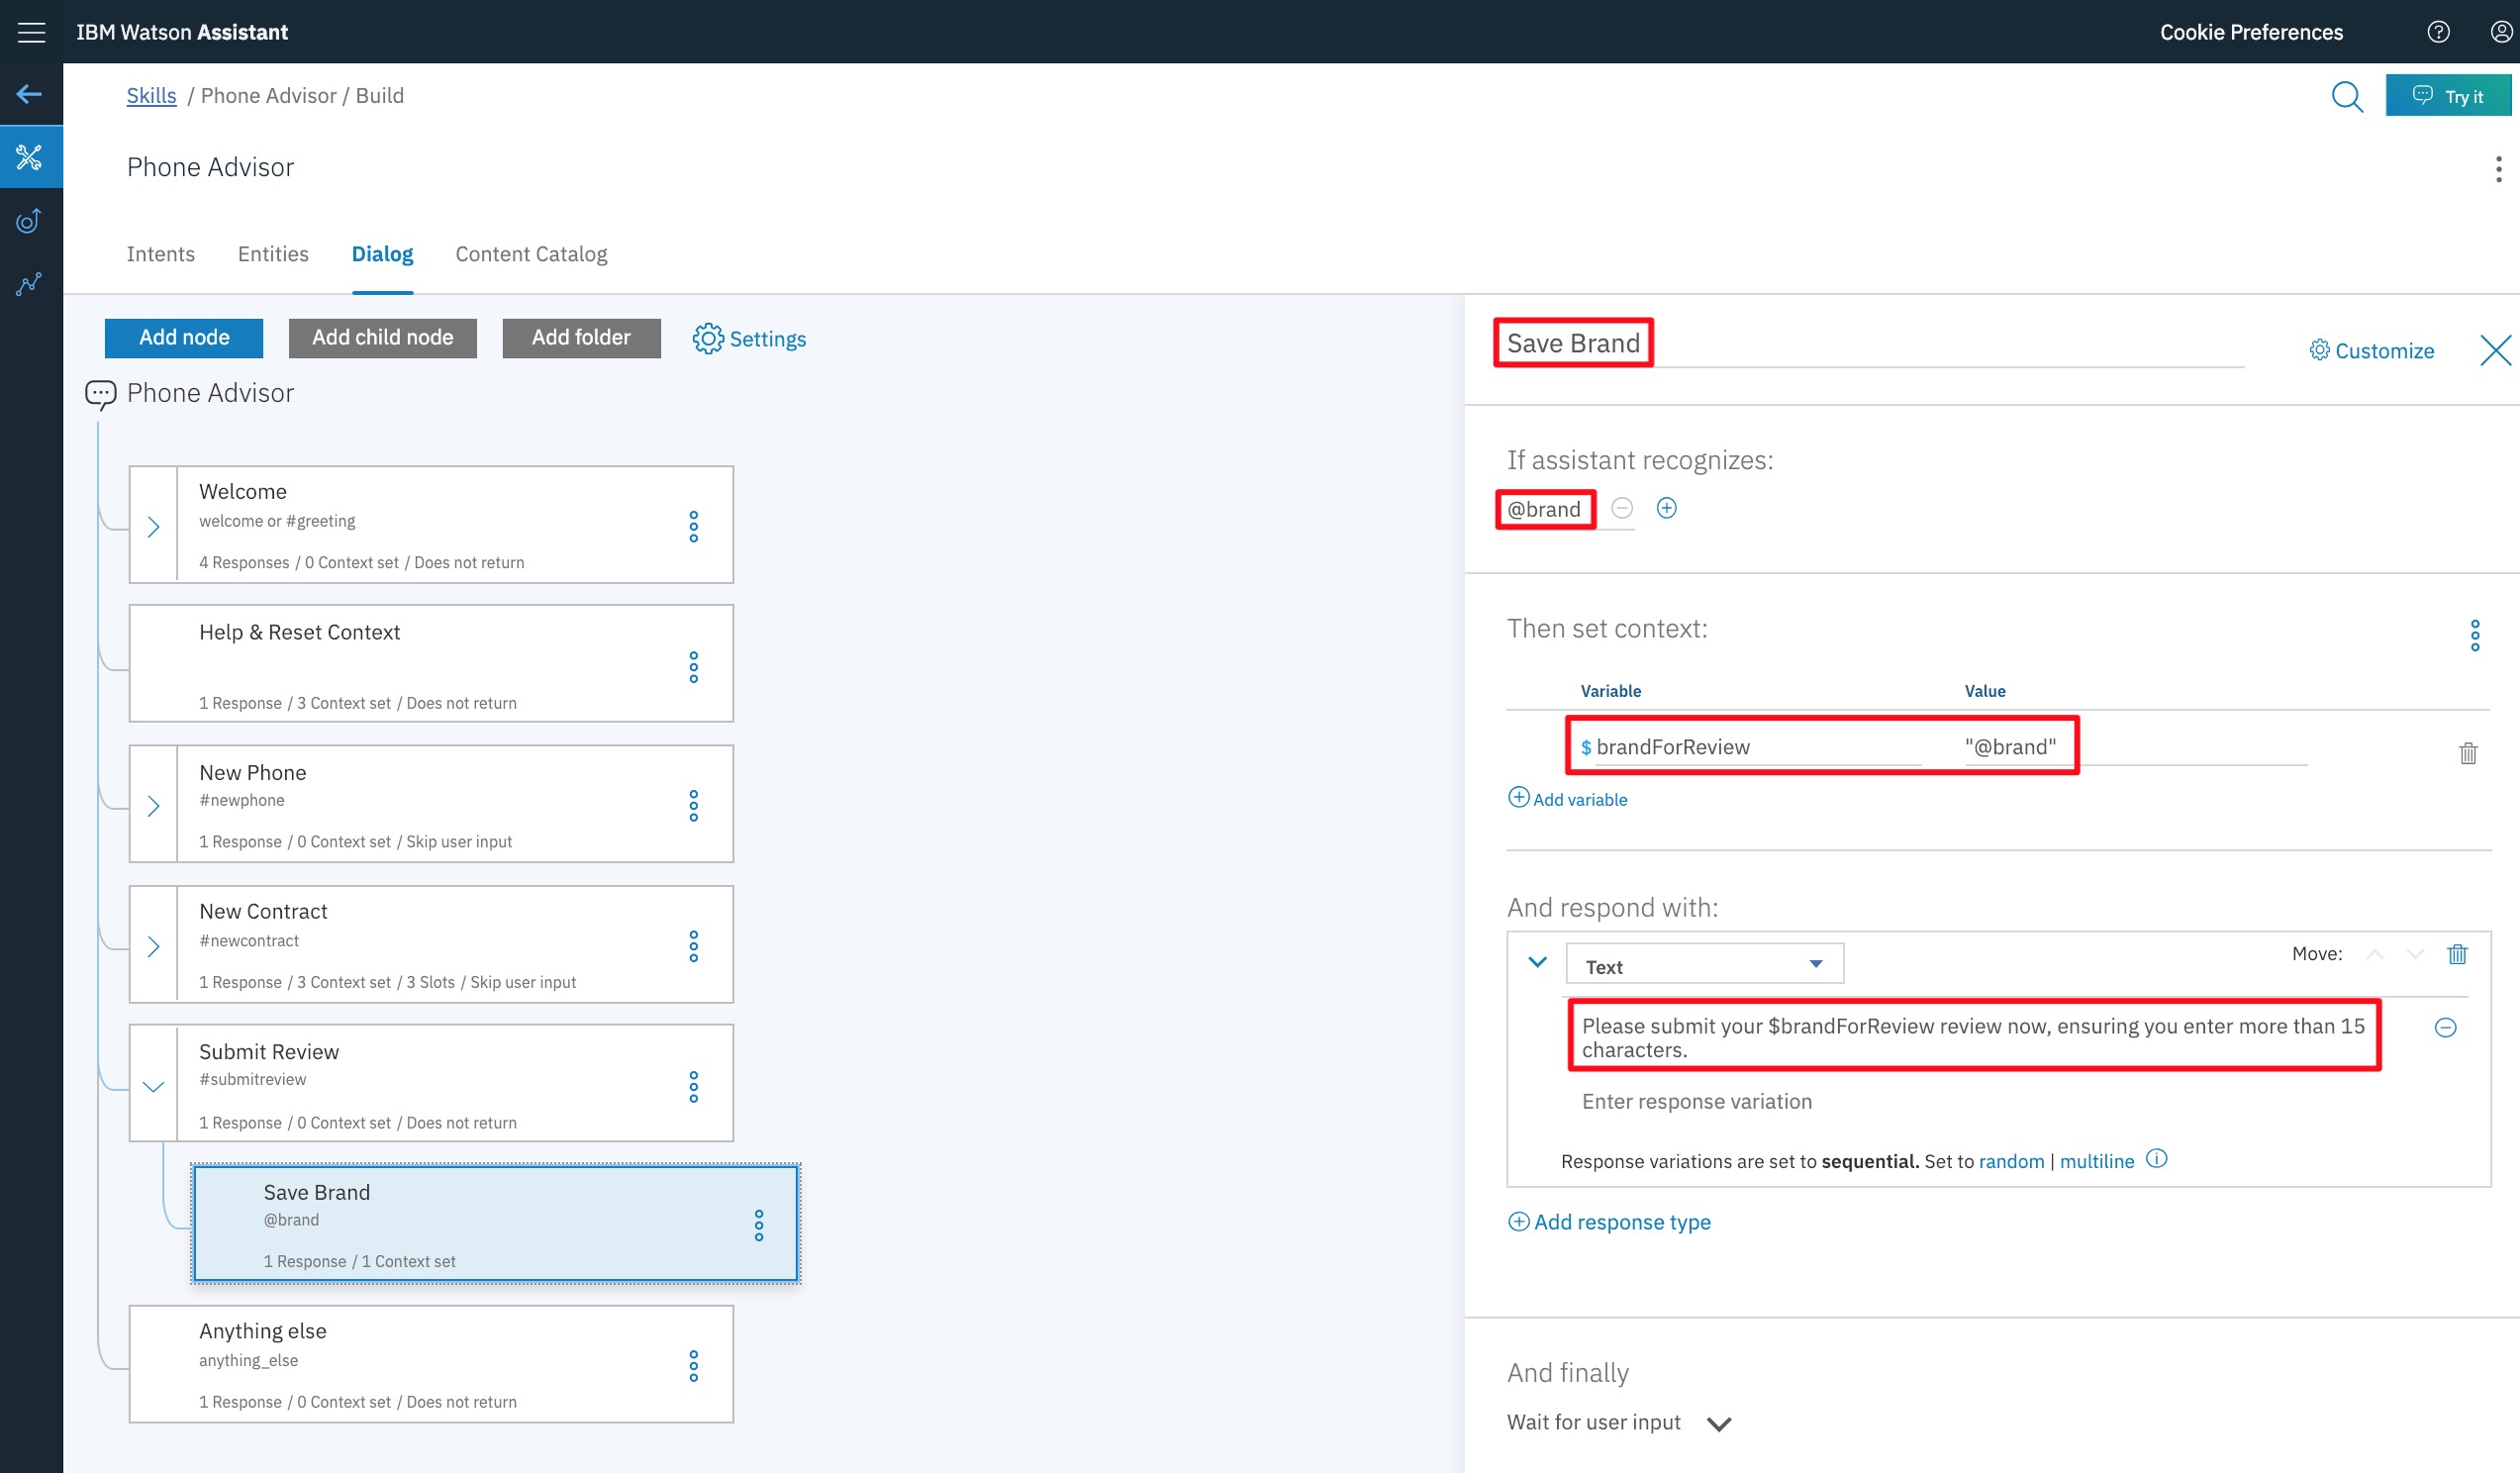 IBM Watson Assistant
Cookie Preferences
Skills / Phone Advisor / Build
Try it
Phone Advisor
Intents Entities Dialog Content Catalog
Add node Add child node Add folder Settings
Phone Advisor
Welcome
welcome or #greeting
4 Responses / 0 Context set / Does not return
Help & Reset Context
1 Response / 3 Context set / Does not return
New Phone
#newphone
1 Response / 0 Context set / Skip user input
New Contract
#newcontract
1 Response / 3 Context set / 3 Slots / Skip user input
Submit Review
#submitreview
1 Response / 0 Context set / Does not return
Save Brand
@brand
1 Response / 1 Context set
Anything else
anything_else
1 Response / 0 Context set / Does not return
Save Brand
Customize
If assistant recognizes:
@brand
Then set context:
Variable Value
$ brandForReview "@brand"
Add variable
And respond with:
Text
Move:
Please submit your $brandForReview review now, ensuring you enter more than 15
characters.
Enter response variation
Response variations are set to sequential. Set to random | multiline
Add response type
And finally
Wait for user input